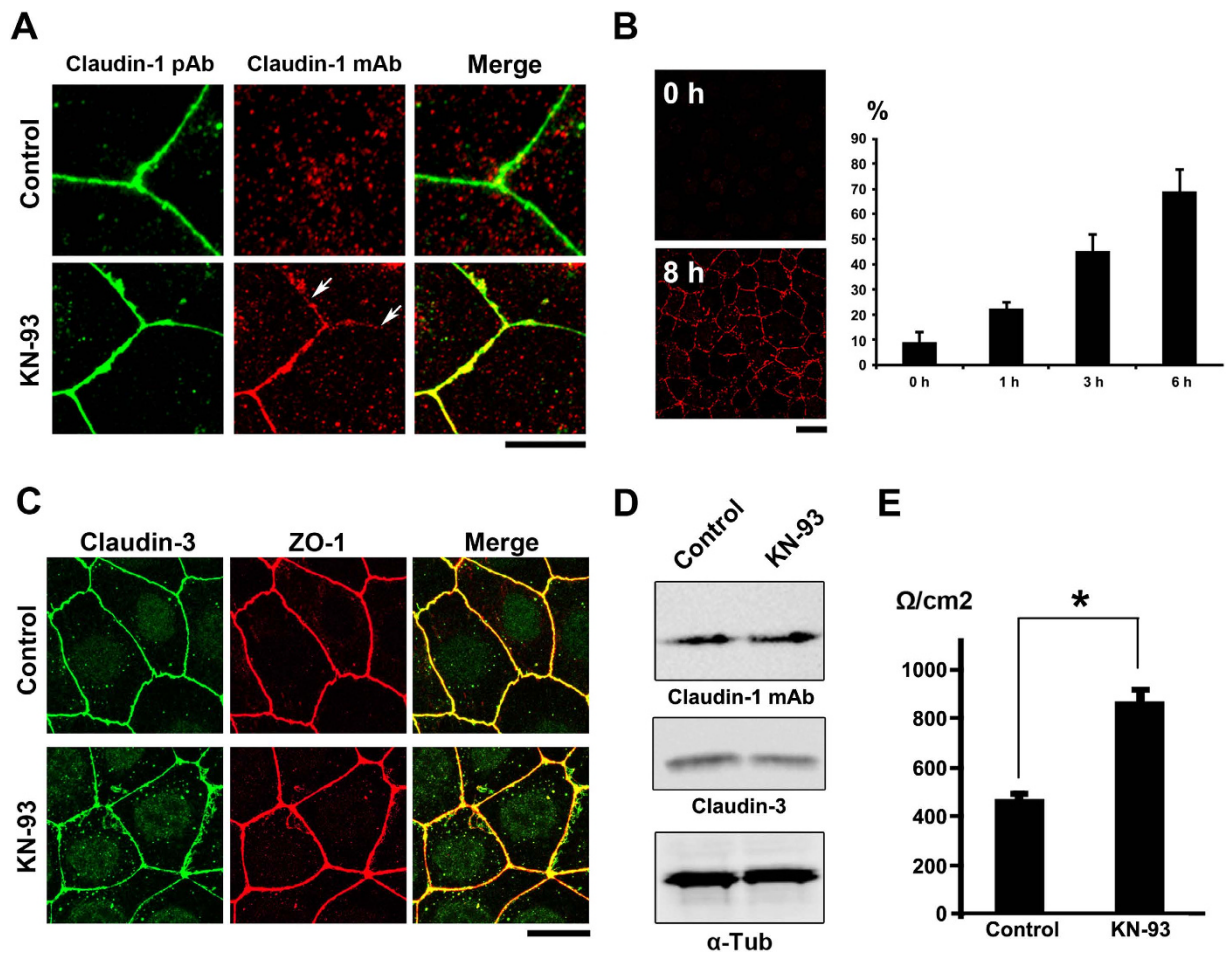 A
Claudin-1 pAb Claudin-1 mAb Merge
Control
KN-93
B
0 h
8 h
%
90
80
70
60
50
40
30
20
10
0
0 h 1 h 3 h 6 h
C
Claudin-3 ZO-1 Merge
Control
KN-93
D
Control KN-93
Claudin-1 mAb
Claudin-3
α-Tub
E
Ω/cm2
*
1000
800
600
400
200
0
Control KN-93